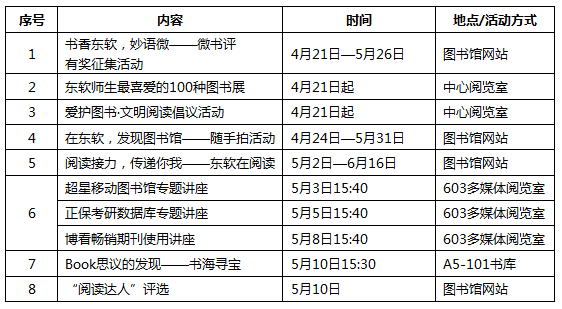 序号 内容 时间 地点/活动方式
1 书香东软，妙语微——微书评
有奖征集活动 4月21日—5月26日 图书馆网站
2 东软师生最喜爱的100种图书展 4月21日起 中心阅览室
3 爱护图书·文明阅读倡议活动 4月21日起 中心阅览室
4 在东软，发现图书馆——随手拍活动 4月24日—5月31日 图书馆网站
5 阅读接力，传递你我——东软在阅读 5月2日—6月16日 图书馆网站
6 超星移动图书馆专题讲座 5月3日15:40 603多媒体阅览室
正保考研数据库专题讲座 5月5日15:40 603多媒体阅览室
博看畅销期刊使用讲座 5月8日15:40 603多媒体阅览室
7 Book思议的发现——书海寻宝 5月10日15:30 A5-101书库
8 “阅读达人”评选 5月10日 图书馆网站